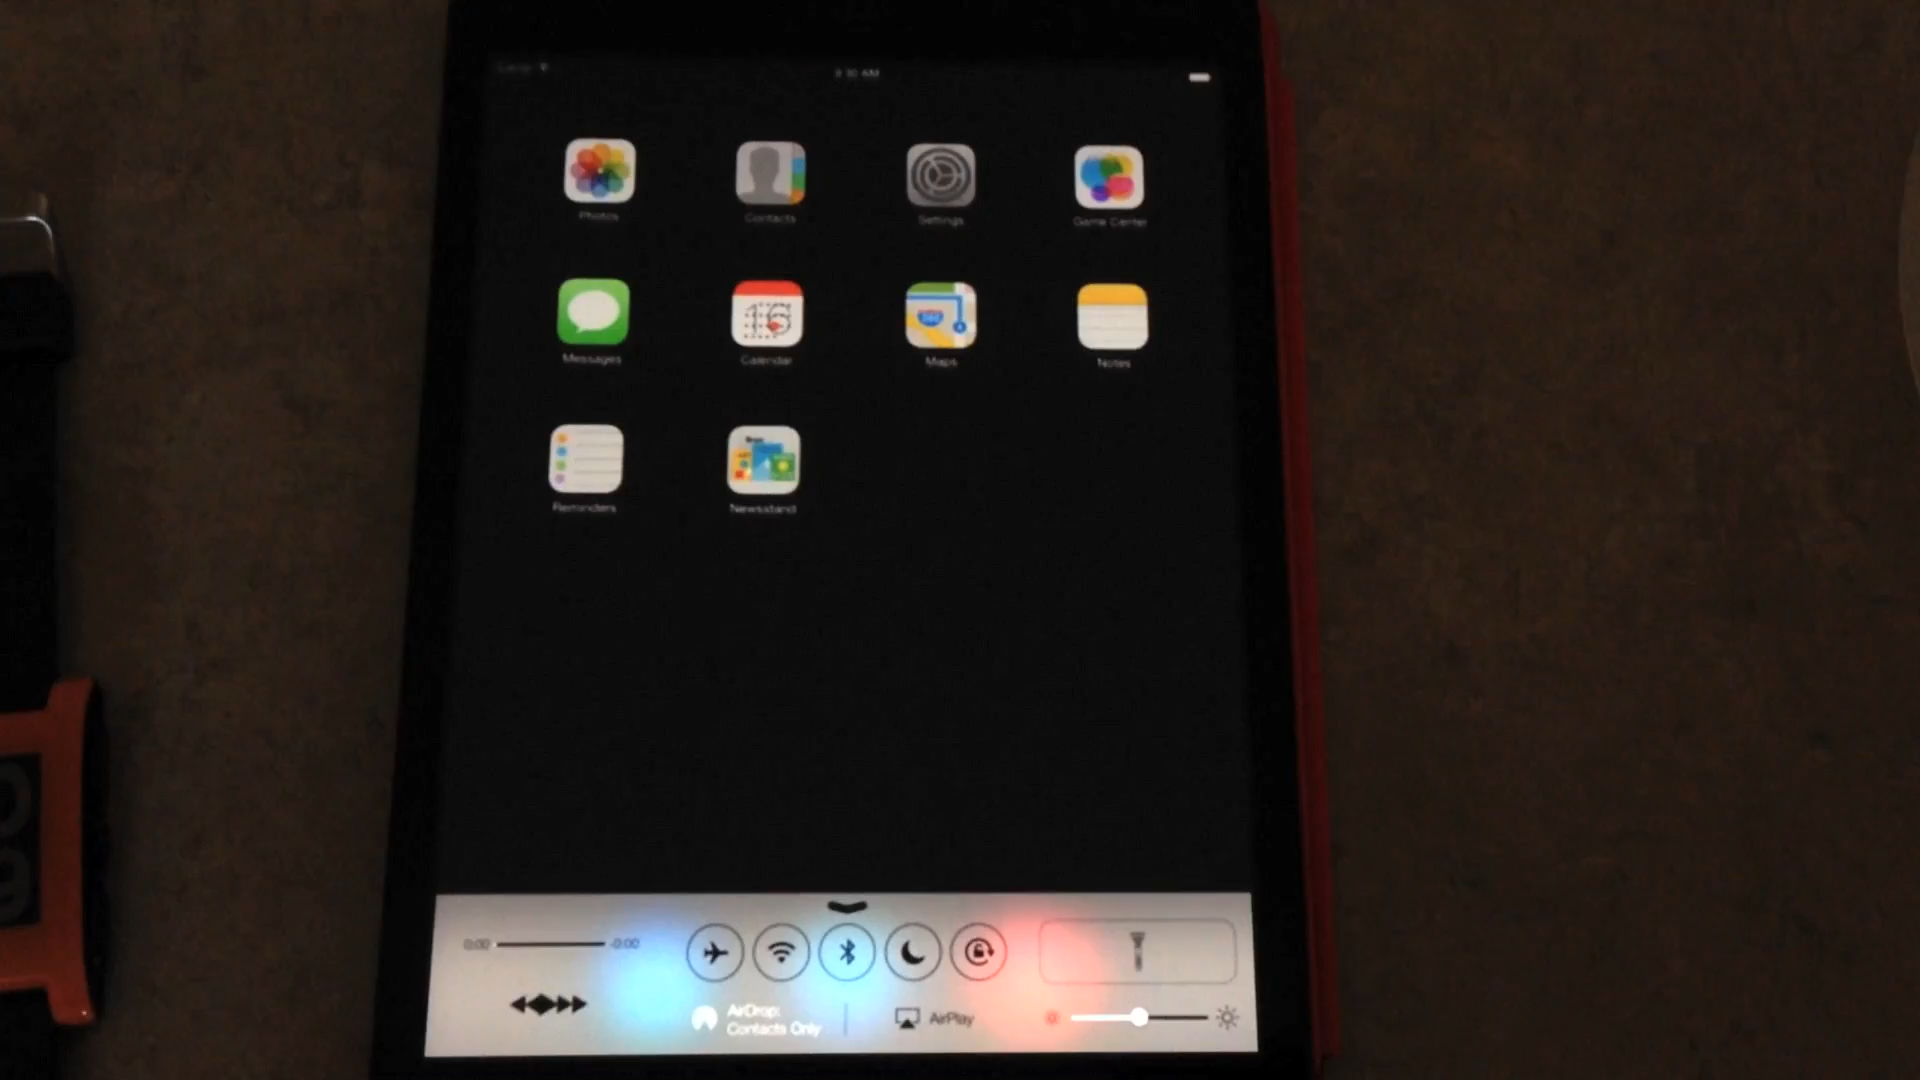 Photos
Contacts
Settings
Game Center
Messages
Calendar
Maps
Notes
16
Reminders
Newsstand
0:00
-0:00
AirDrop:
Contacts Only
AirPlay